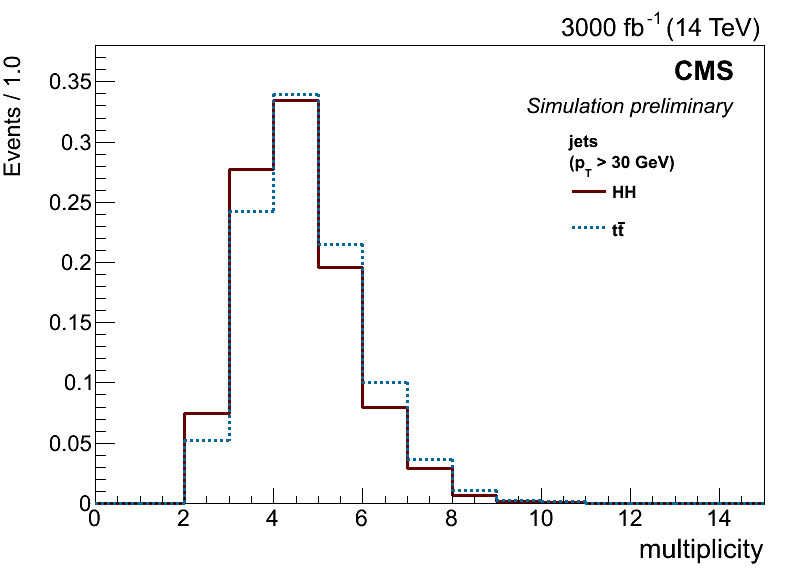 3000 fb⁻¹ (14 TeV)
Events / 1.0
CMS
Simulation preliminary
jets
(p_T > 30 GeV)
HH
tt̄
0.35
0.3
0.25
0.2
0.15
0.1
0.05
0
0 2 4 6 8 10 12 14
multiplicity